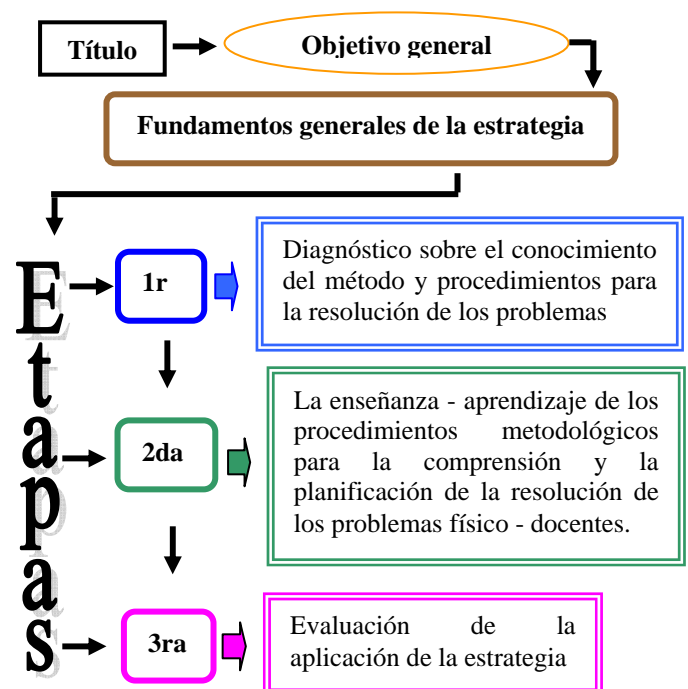 Título
Objetivo general
Fundamentos generales de la estrategia
Etapas
1r
Diagnóstico sobre el conocimiento
del método y procedimientos para
la resolución de los problemas
2da
La enseñanza - aprendizaje de los
procedimientos metodológicos
para la comprensión y la
planificación de la resolución de
los problemas físico - docentes.
3ra
Evaluación de la
aplicación de la estrategia